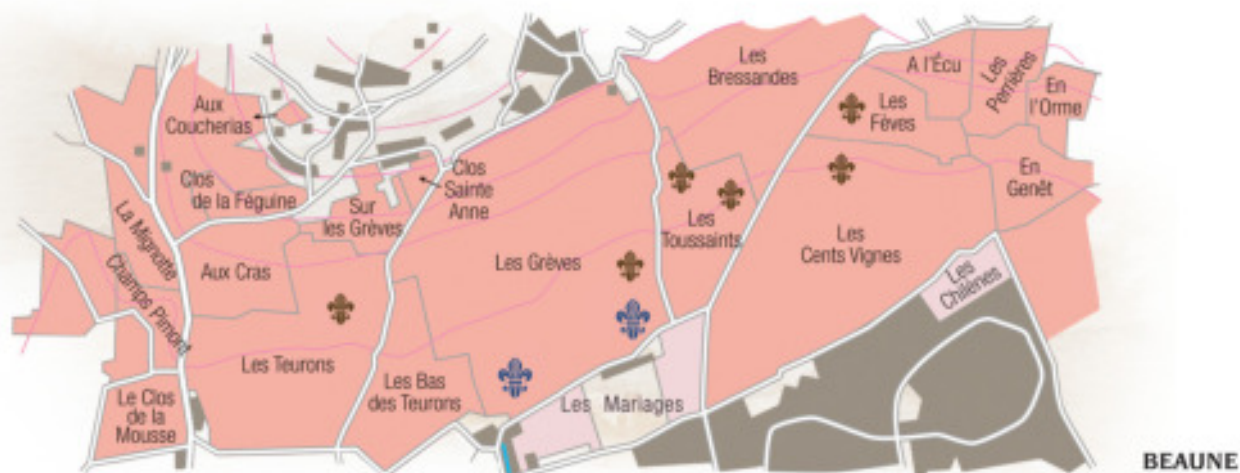 Les
Bressandes
A l'Écu
Les
Perrières
En
l'Orme
Aux
Coucherias
Les
Fèves
Clos
de la Féguine
Clos
Sainte
Anne
En
Genêt
La Mignotte
Sur
les Grèves
Les
Toussaints
Les
Cents Vignes
Champs Pimont
Aux Cras
Les Grèves
Les
Chilènes
Les Teurons
Les Bas
des Teurons
Le Clos
de la
Mousse
Les Mariages
BEAUNE